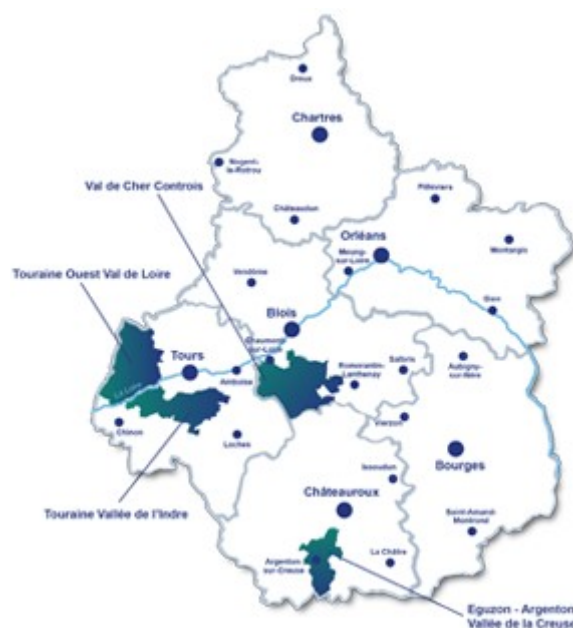 Dreux
Chartres
Nogent-
le-Rotrou
Val de Cher Controis
Châteaudun
Pithiviers
Orléans
Meung-
sur-Loire
Montargis
Touraine Ouest Val de Loire
Vendôme
Blois
Gien
Chaumont
sur-Loire
Tours
Amboise
La Loire
Romorantin-
Lanthenay
Salbris
Aubigny-
sur-Nère
Chinon
Loches
Vierzon
Touraine Vallée de l'Indre
Issoudun
Bourges
Châteauroux
Saint-Amand-
Montrond
Argenton
sur-Creuse
La Châtre
Eguzon - Argenton
Vallée de la Creuse